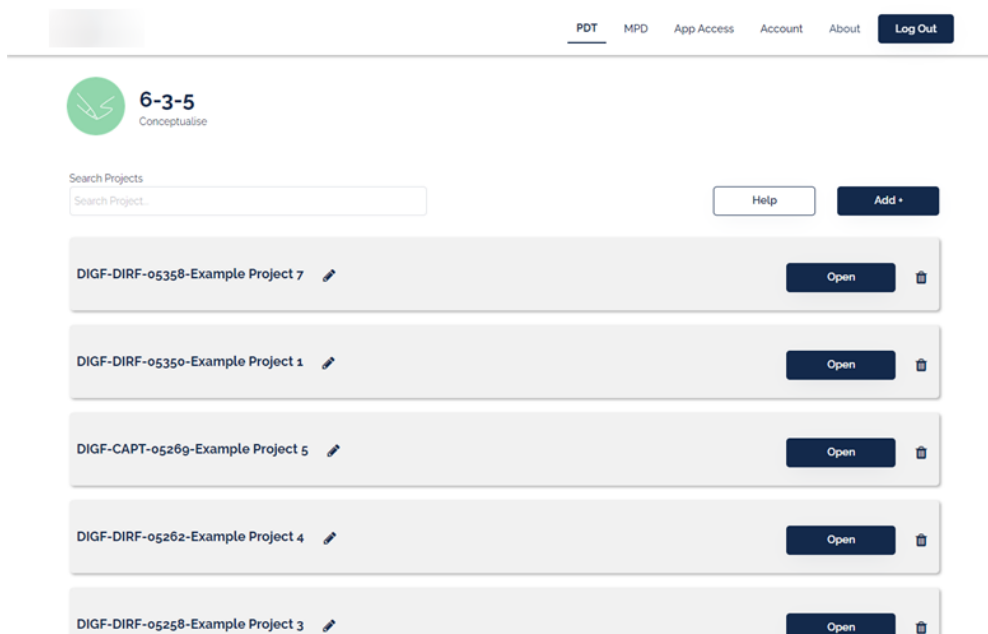 PDT MPD App Access Account About Log Out
6-3-5
Conceptualise
Search Projects
Search Project..
Help Add +
DIGF-DIRF-05358-Example Project 7 Open
DIGF-DIRF-05350-Example Project 1 Open
DIGF-CAPT-05269-Example Project 5 Open
DIGF-DIRF-05262-Example Project 4 Open
DIGF-DIRF-05258-Example Project 3 Open